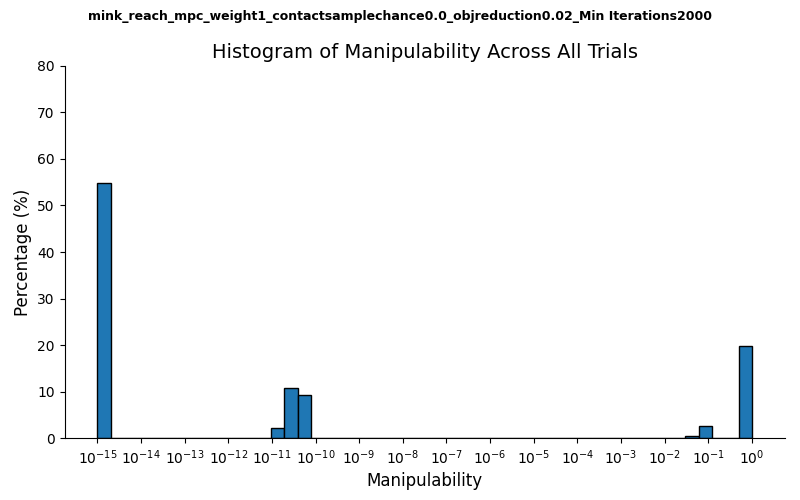 mink_reach_mpc_weight1_contactsamplechance0.0_objreduction0.02_Min Iterations2000
Histogram of Manipulability Across All Trials
80
70
60
50
40
30
20
10
0
Percentage (%)
10⁻¹⁵ 10⁻¹⁴ 10⁻¹³ 10⁻¹² 10⁻¹¹ 10⁻¹⁰ 10⁻⁹ 10⁻⁸ 10⁻⁷ 10⁻⁶ 10⁻⁵ 10⁻⁴ 10⁻³ 10⁻² 10⁻¹ 10⁰
Manipulability